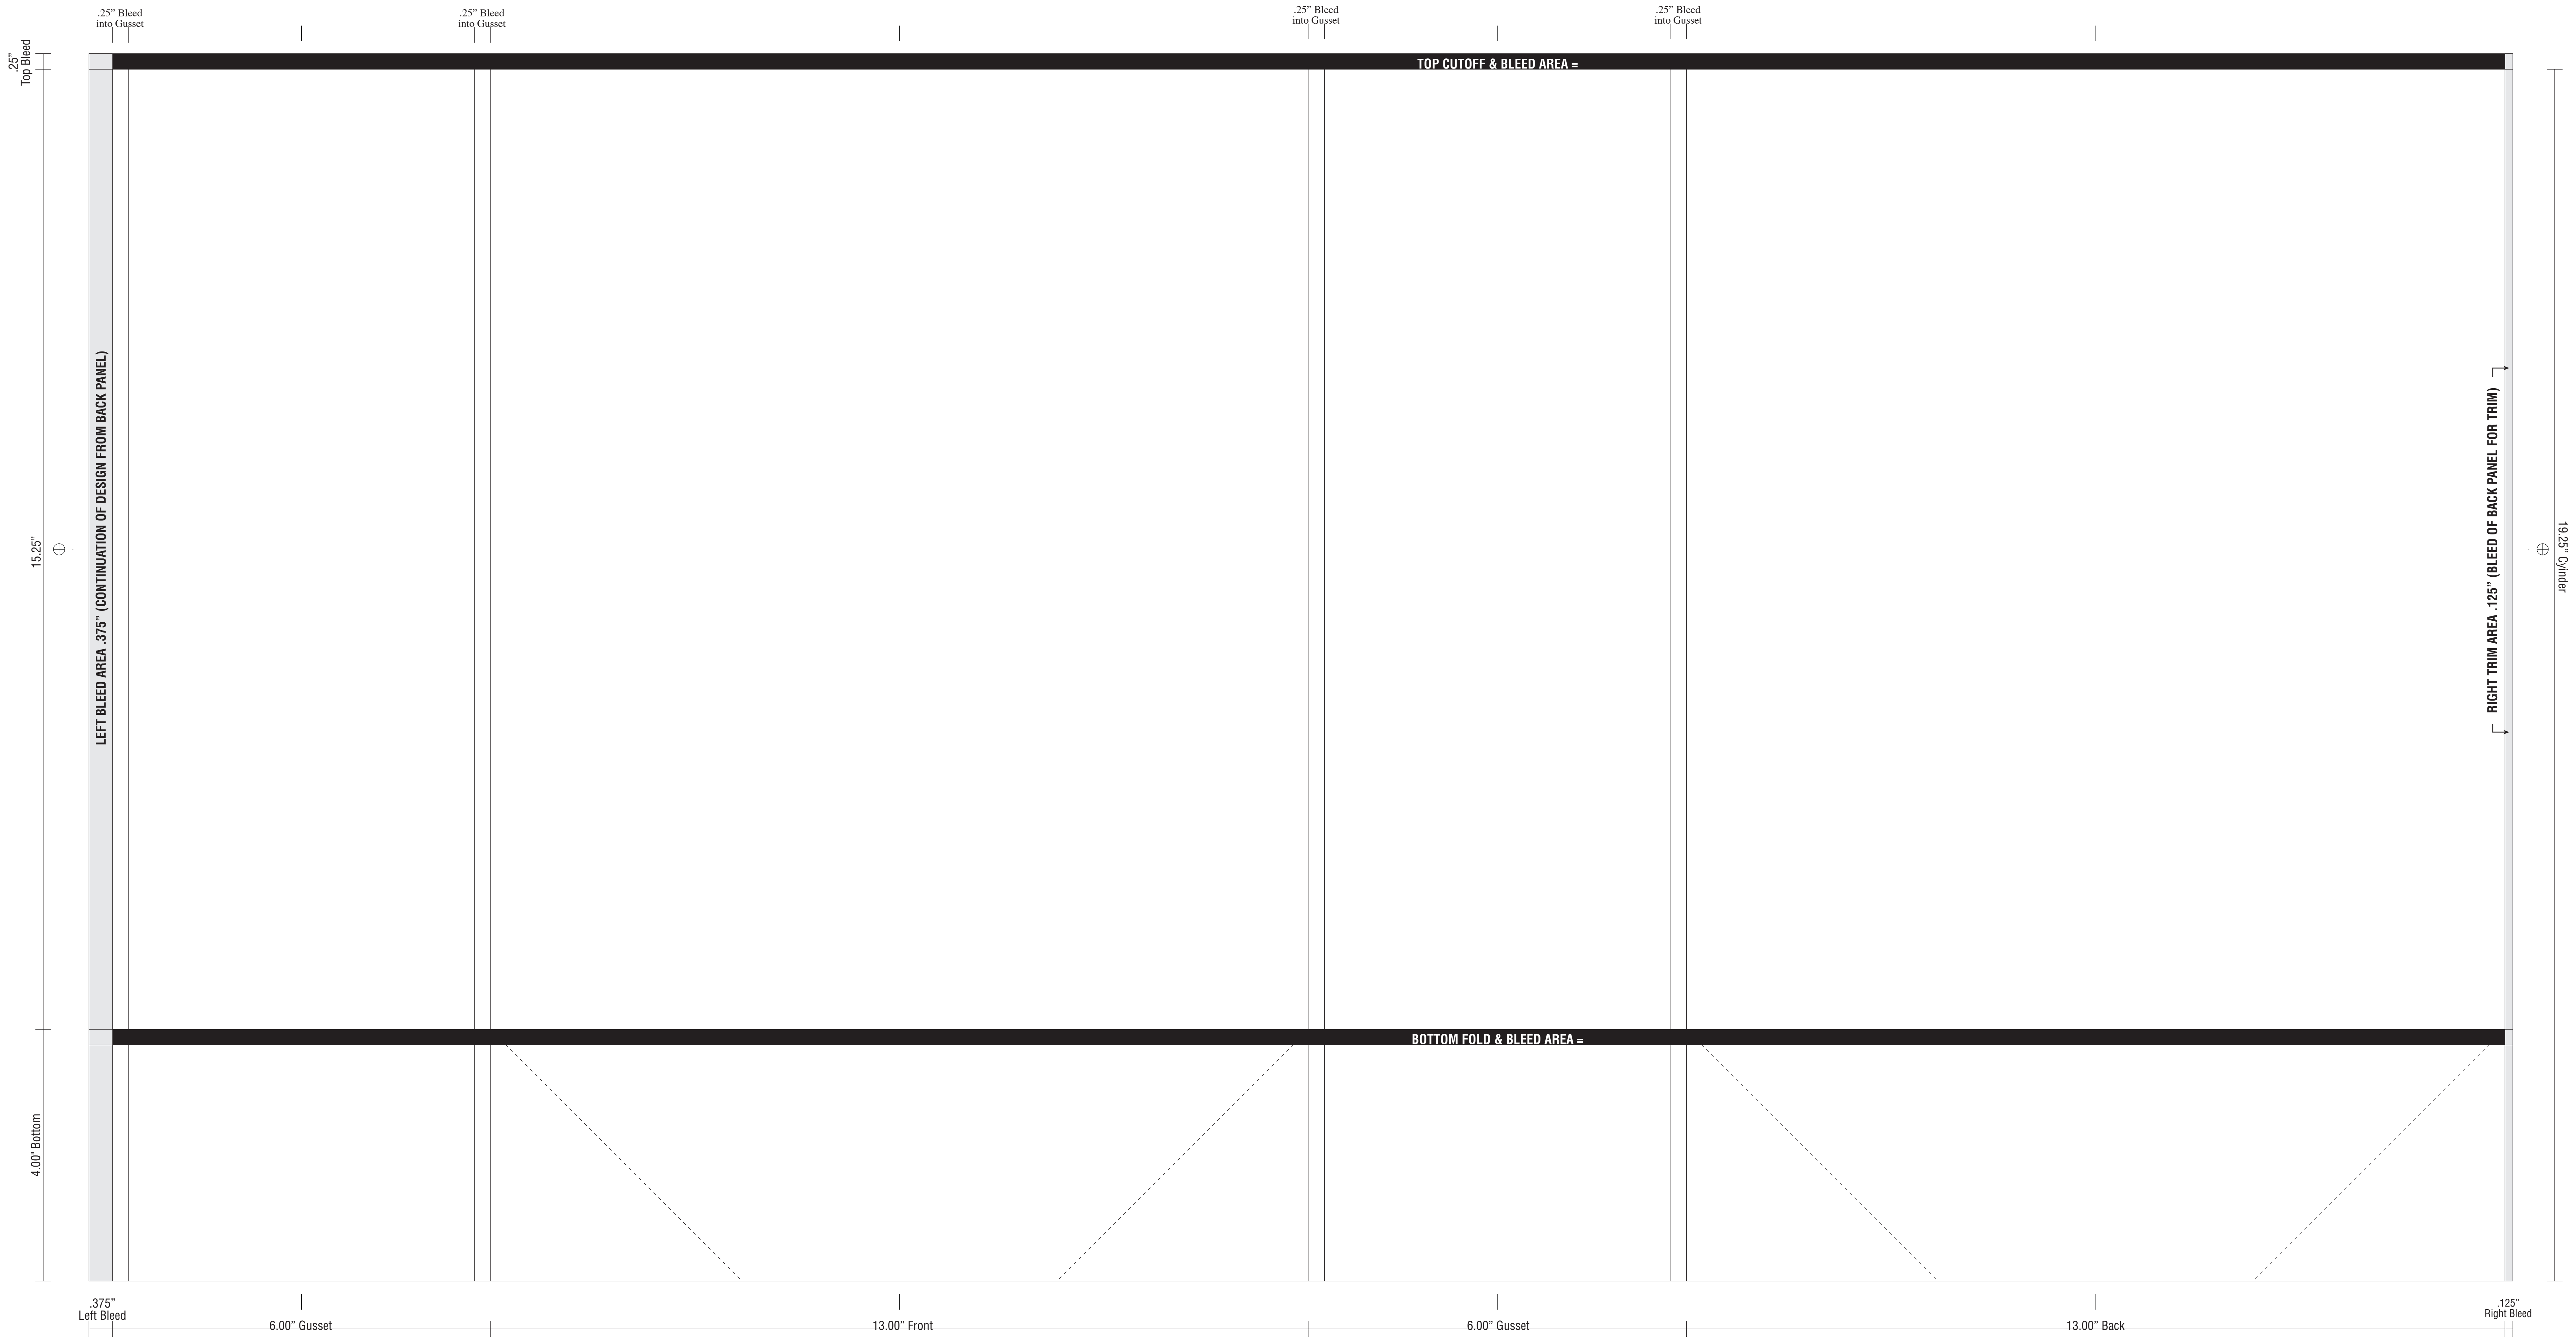 .25” Bleed
into Gusset
.25” Bleed
into Gusset
.25” Bleed
into Gusset
.25” Bleed
into Gusset
.25”
Top Bleed
TOP CUTOFF & BLEED AREA =
LEFT BLEED AREA .375” (CONTINUATION OF DESIGN FROM BACK PANEL)
RIGHT TRIM AREA .125” (BLEED OF BACK PANEL FOR TRIM)
15.25”
19.25” Cyinder
BOTTOM FOLD & BLEED AREA =
4.00” Bottom
.375”
Left Bleed
6.00” Gusset
13.00” Front
6.00” Gusset
13.00” Back
.125”
Right Bleed